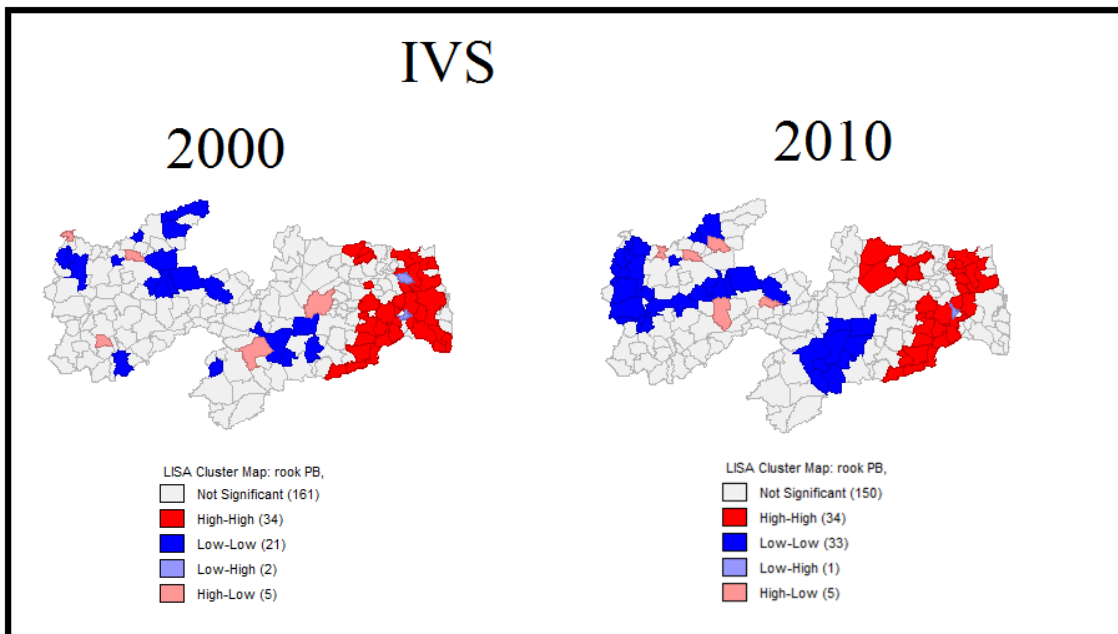 IVS
2000
2010
LISA Cluster Map: rook PB,
Not Significant (161)
High-High (34)
Low-Low (21)
Low-High (2)
High-Low (5)
LISA Cluster Map: rook PB,
Not Significant (150)
High-High (34)
Low-Low (33)
Low-High (1)
High-Low (5)